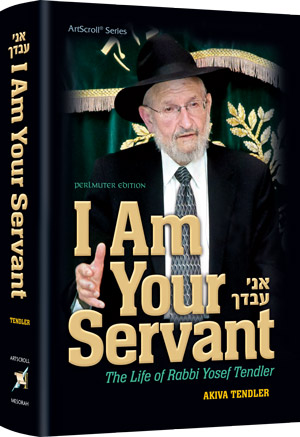 ArtScroll® Series
PERLMUTER EDITION
I Am
Your
Servant
אני
עבדך
The Life of Rabbi Yosef Tendler
AKIVA TENDLER
אני
עבדך
I Am Your Servant
TENDLER
ARTSCROLL
MESORAH